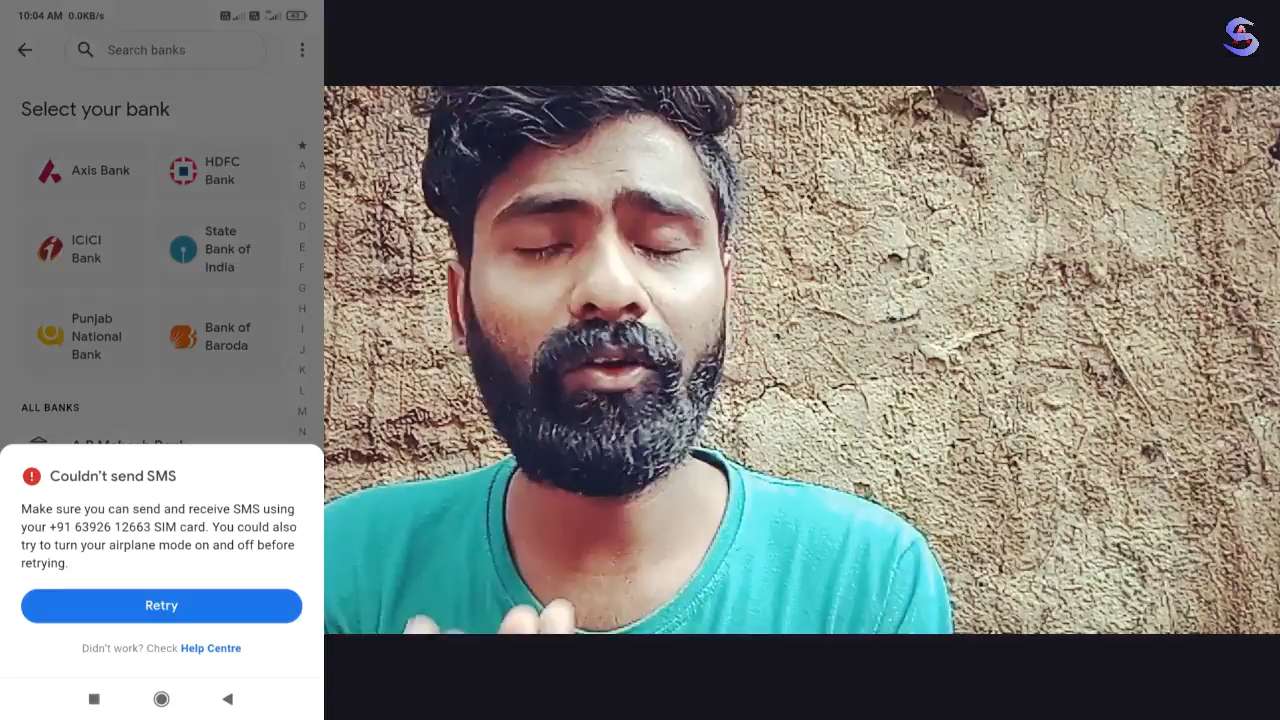 10:04 AM 0.0KB/s
63
Search banks
Select your bank
Axis Bank
HDFC
Bank
ICICI
Bank
State
Bank of
India
Punjab
National
Bank
Bank of
Baroda
A
B
C
D
E
F
G
H
I
J
K
L
M
N
ALL BANKS
Couldn't send SMS
Make sure you can send and receive SMS using
your +91 63926 12663 SIM card. You could also
try to turn your airplane mode on and off before
retrying.
Retry
Didn't work? Check Help Centre